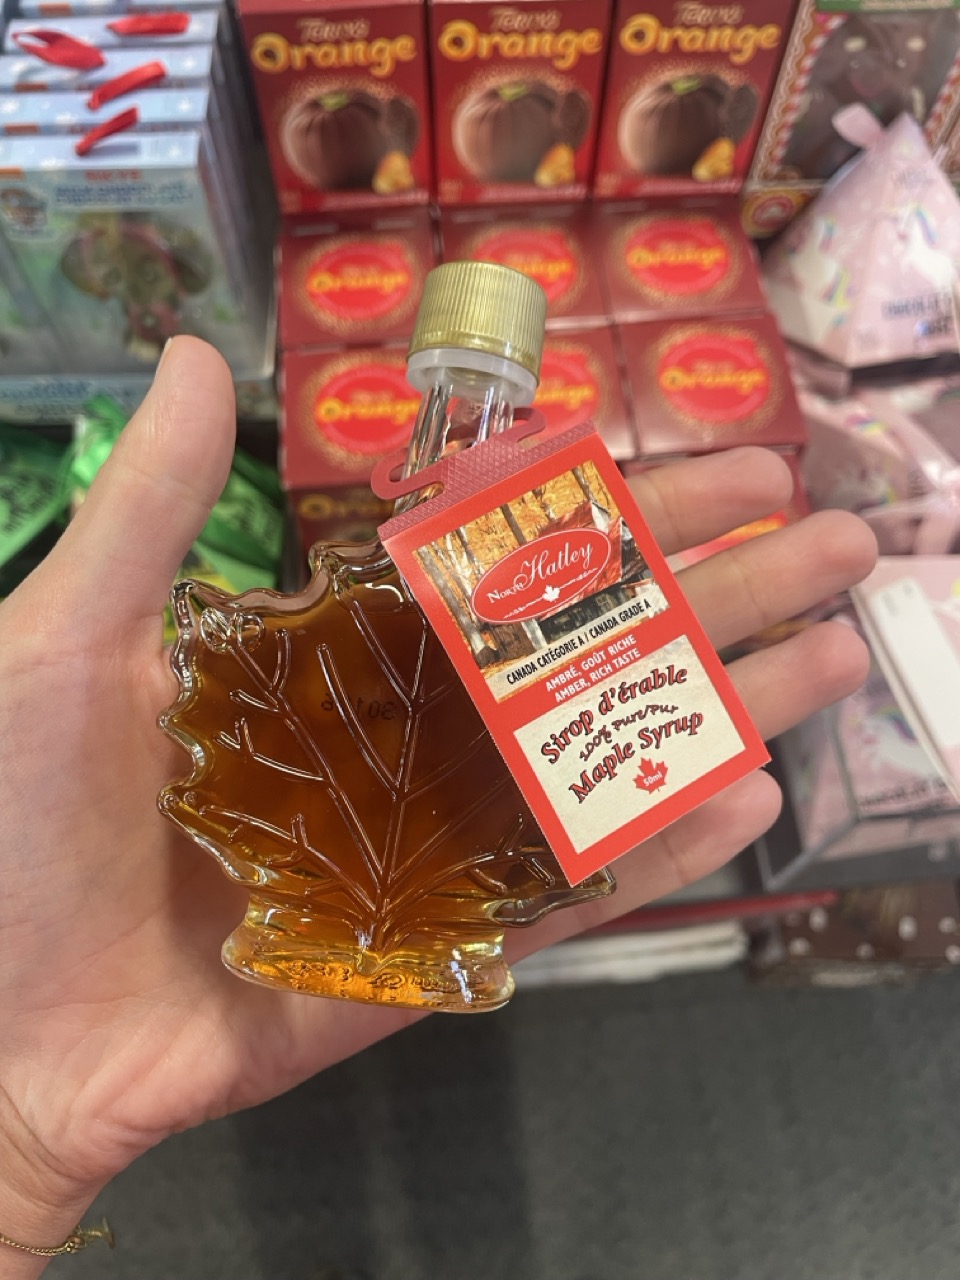 TERRY'S
Orange
TERRY'S
Orange
TERRY'S
Orange
Orange
Orange
Orange
Orange
Orange
North Hatley
CANADA CATÉGORIE A / CANADA GRADE A
AMBRÉ, GOÛT RICHE
AMBER, RICH TASTE
Sirop d'érable
100% Pure/Pur
Maple Syrup
50ml